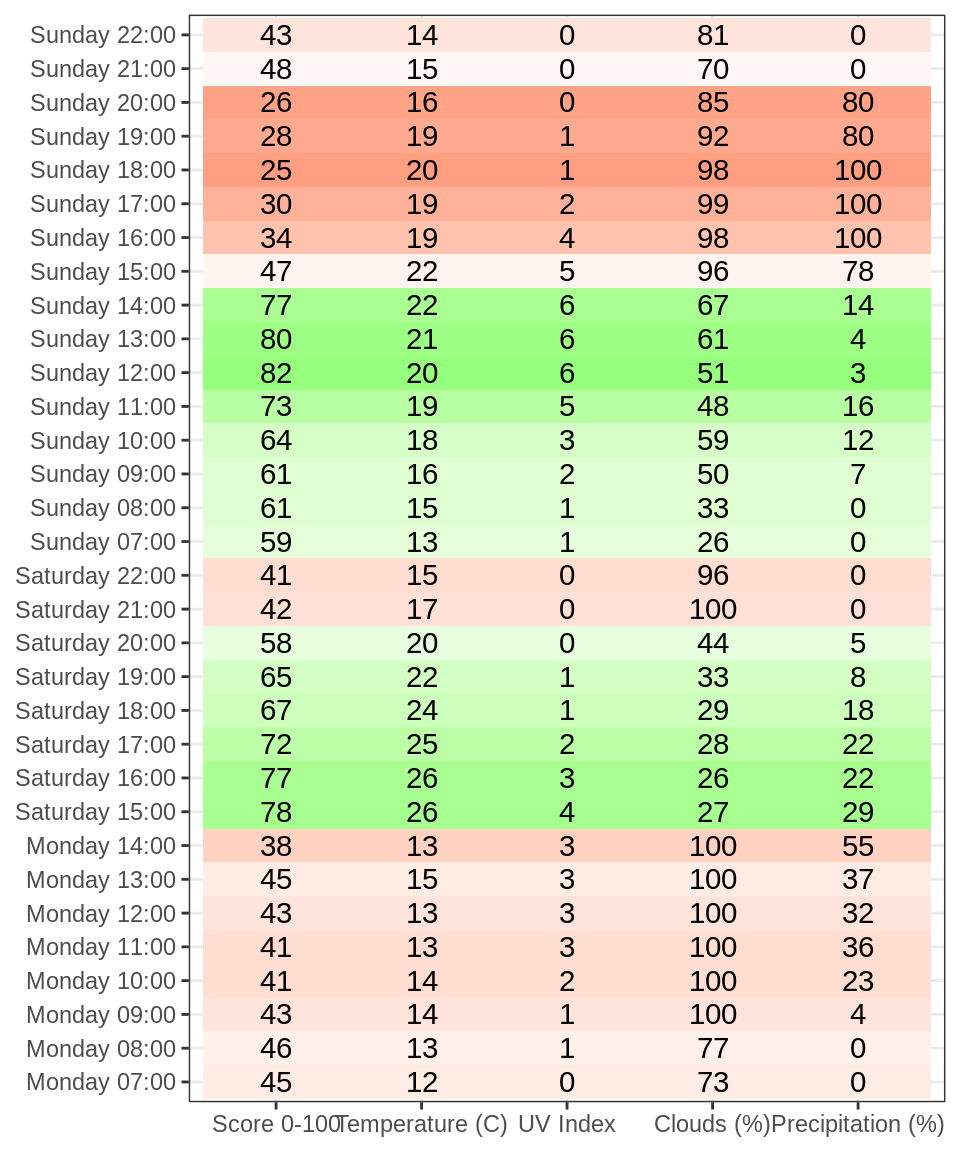 Sunday 22:00 43 14 0 81 0
Sunday 21:00 48 15 0 70 0
Sunday 20:00 26 16 0 85 80
Sunday 19:00 28 19 1 92 80
Sunday 18:00 25 20 1 98 100
Sunday 17:00 30 19 2 99 100
Sunday 16:00 34 19 4 98 100
Sunday 15:00 47 22 5 96 78
Sunday 14:00 77 22 6 67 14
Sunday 13:00 80 21 6 61 4
Sunday 12:00 82 20 6 51 3
Sunday 11:00 73 19 5 48 16
Sunday 10:00 64 18 3 59 12
Sunday 09:00 61 16 2 50 7
Sunday 08:00 61 15 1 33 0
Sunday 07:00 59 13 1 26 0
Saturday 22:00 41 15 0 96 0
Saturday 21:00 42 17 0 100 0
Saturday 20:00 58 20 0 44 5
Saturday 19:00 65 22 1 33 8
Saturday 18:00 67 24 1 29 18
Saturday 17:00 72 25 2 28 22
Saturday 16:00 77 26 3 26 22
Saturday 15:00 78 26 4 27 29
Monday 14:00 38 13 3 100 55
Monday 13:00 45 15 3 100 37
Monday 12:00 43 13 3 100 32
Monday 11:00 41 13 3 100 36
Monday 10:00 41 14 2 100 23
Monday 09:00 43 14 1 100 4
Monday 08:00 46 13 1 77 0
Monday 07:00 45 12 0 73 0
Score 0-100 Temperature (C) UV Index Clouds (%) Precipitation (%)